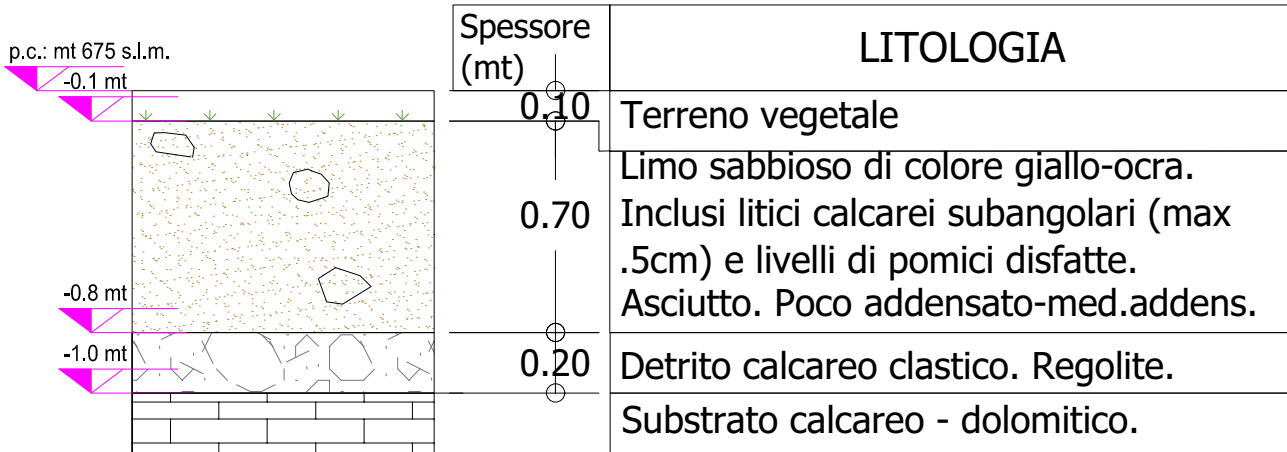 p.c.: mt 675 s.l.m.
-0.1 mt
-0.8 mt
-1.0 mt
Spessore
(mt)
LITOLOGIA
0.10
Terreno vegetale
0.70
Limo sabbioso di colore giallo-ocra.
Inclusi litici calcarei subangolari (max
.5cm) e livelli di pomici disfatte.
Asciutto. Poco addensato-med.addens.
0.20
Detrito calcareo clastico. Regolite.
Substrato calcareo - dolomitico.